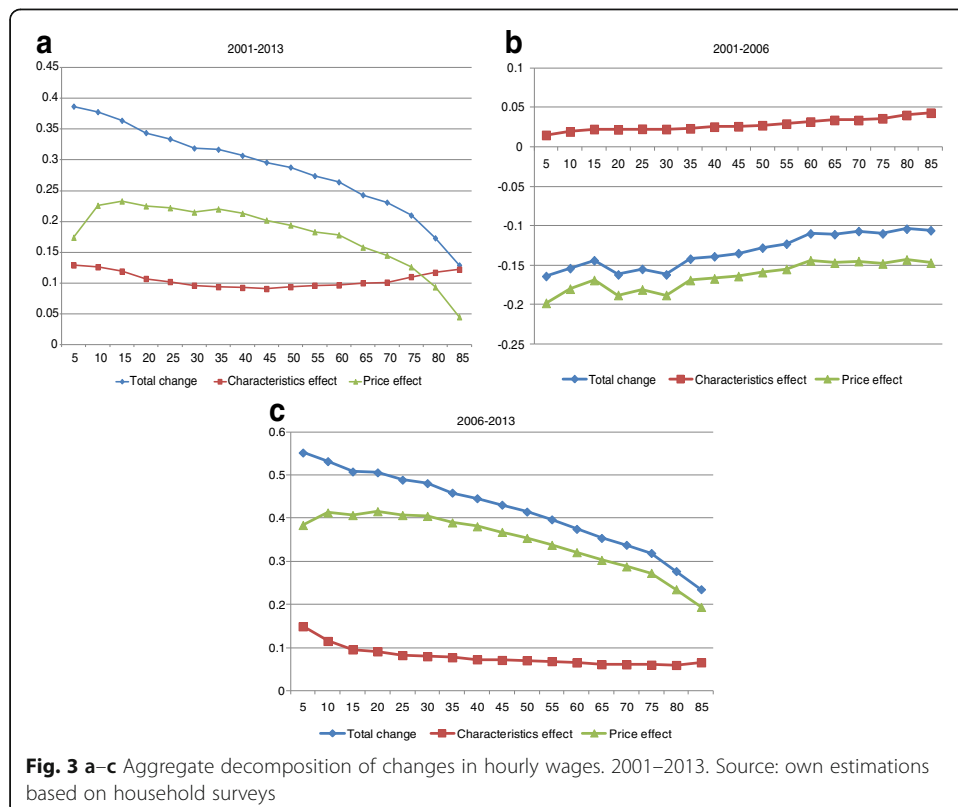 a
2001-2013
0.45
0.4
0.35
0.3
0.25
0.2
0.15
0.1
0.05
0
5 10 15 20 25 30 35 40 45 50 55 60 65 70 75 80 85
Total change Characteristics effect Price effect
b
2001-2006
0.1
0.05
0
5 10 15 20 25 30 35 40 45 50 55 60 65 70 75 80 85
-0.05
-0.1
-0.15
-0.2
-0.25
Total change Characteristics effect Price effect
c
2006-2013
0.6
0.5
0.4
0.3
0.2
0.1
0
5 10 15 20 25 30 35 40 45 50 55 60 65 70 75 80 85
Total change Characteristics effect Price effect
Fig. 3 a–c Aggregate decomposition of changes in hourly wages. 2001–2013. Source: own estimations
based on household surveys